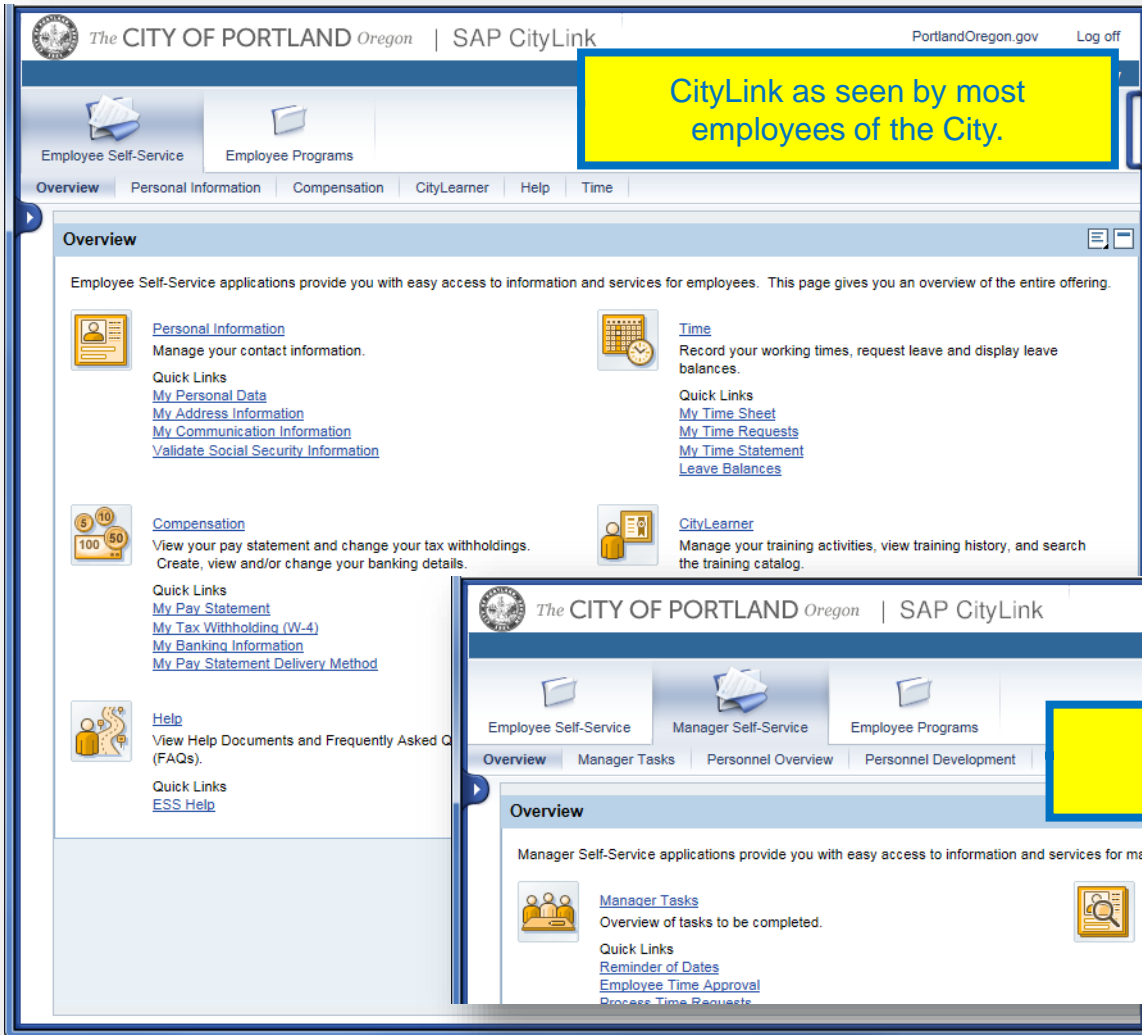 The CITY OF PORTLAND Oregon | SAP CityLink
PortlandOregon.gov Log off
CityLink as seen by most
employees of the City.
Employee Self-Service Employee Programs
Overview Personal Information Compensation CityLearner Help Time
Overview
Employee Self-Service applications provide you with easy access to information and services for employees. This page gives you an overview of the entire offering.
Personal Information
Manage your contact information.
Quick Links
My Personal Data
My Address Information
My Communication Information
Validate Social Security Information
Time
Record your working times, request leave and display leave
balances.
Quick Links
My Time Sheet
My Time Requests
My Time Statement
Leave Balances
5 10
100 50
Compensation
View your pay statement and change your tax withholdings.
Create, view and/or change your banking details.
Quick Links
My Pay Statement
My Tax Withholding (W-4)
My Banking Information
My Pay Statement Delivery Method
CityLearner
Manage your training activities, view training history, and search
the training catalog.
Help
View Help Documents and Frequently Asked
(FAQs).
Quick Links
ESS Help
The CITY OF PORTLAND Oregon | SAP CityLink
Employee Self-Service Manager Self-Service Employee Programs
Overview Manager Tasks Personnel Overview Personnel Development
Overview
Manager Self-Service applications provide you with easy access to information and services for
Manager Tasks
Overview of tasks to be completed.
Quick Links
Reminder of Dates
Employee Time Approval
Process Time Requests